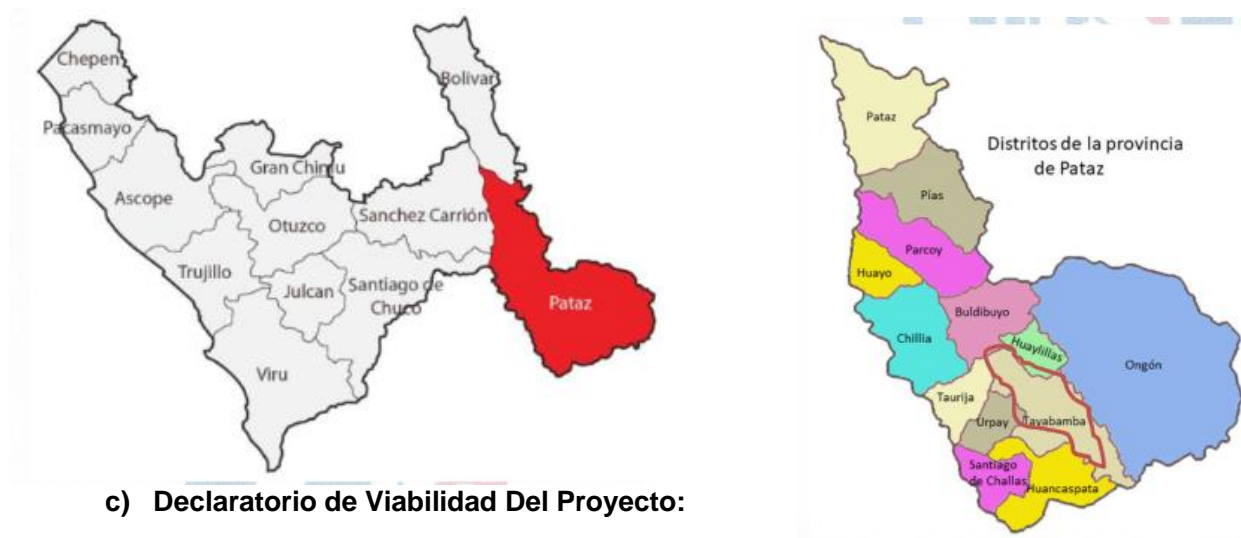 Chepen
Bolivar
Pacasmayo
Gran Chimu
Ascope
Otuzco
Sanchez Carrión
Trujillo
Julcan
Santiago de
Chuco
Pataz
Viru
Pataz
Distritos de la provincia
de Pataz
Pías
Parcoy
Huayo
Buldibuyo
Chillia
Huaylillas
Ongón
Taurija
Urpay
Tayabamba
Santiago
de Challas
Huancaspata
c) Declaratorio de Viabilidad Del Proyecto: